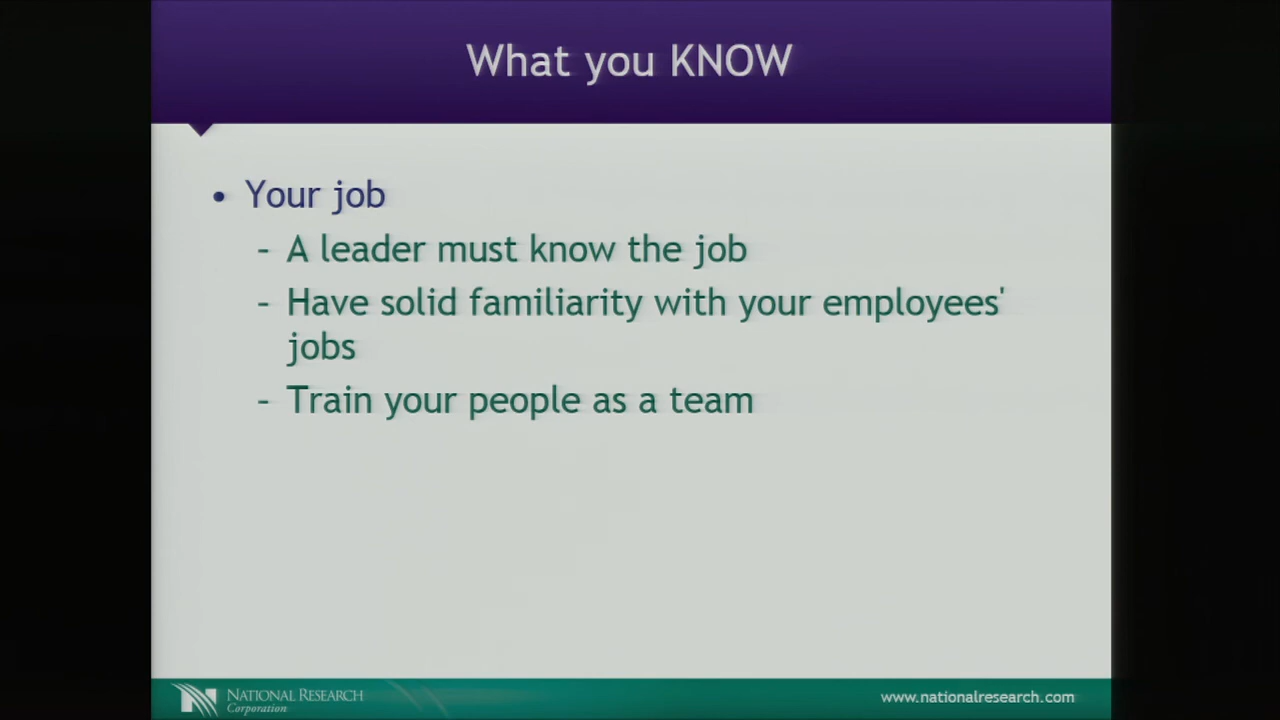 What you KNOW
• Your job
– A leader must know the job
– Have solid familiarity with your employees'
jobs
– Train your people as a team
NATIONAL RESEARCH
Corporation
www.nationalresearch.com